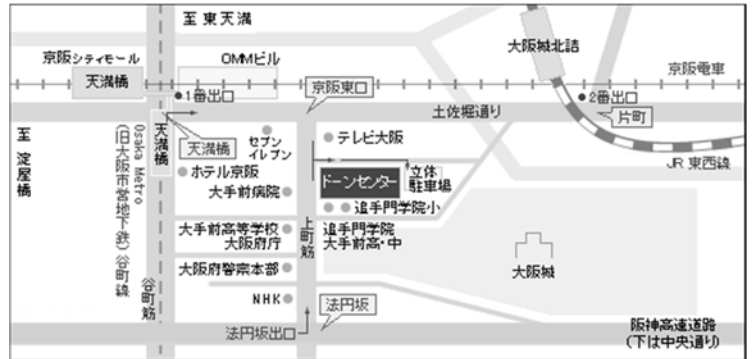 至 東天満
京阪シティモール
天満橋
OMMビル
大阪城北詰
京阪電車
1番出口
京阪東口
2番出口
片町
土佐堀通り
至 淀屋橋
Osaka Metro
(旧大阪市営地下鉄) 谷町線
天満橋
天満橋
セブン
イレブン
テレビ大阪
ホテル京阪
大手前病院
ドーンセンター
立体
駐車場
JR 東西線
追手門学院小
大手前高等学校
大阪府庁
上町筋
追手門学院
大手前高・中
大阪府警察本部
大阪城
谷町筋
NHK
法円坂
法円坂出口
阪神高速道路
(下は中央通り)